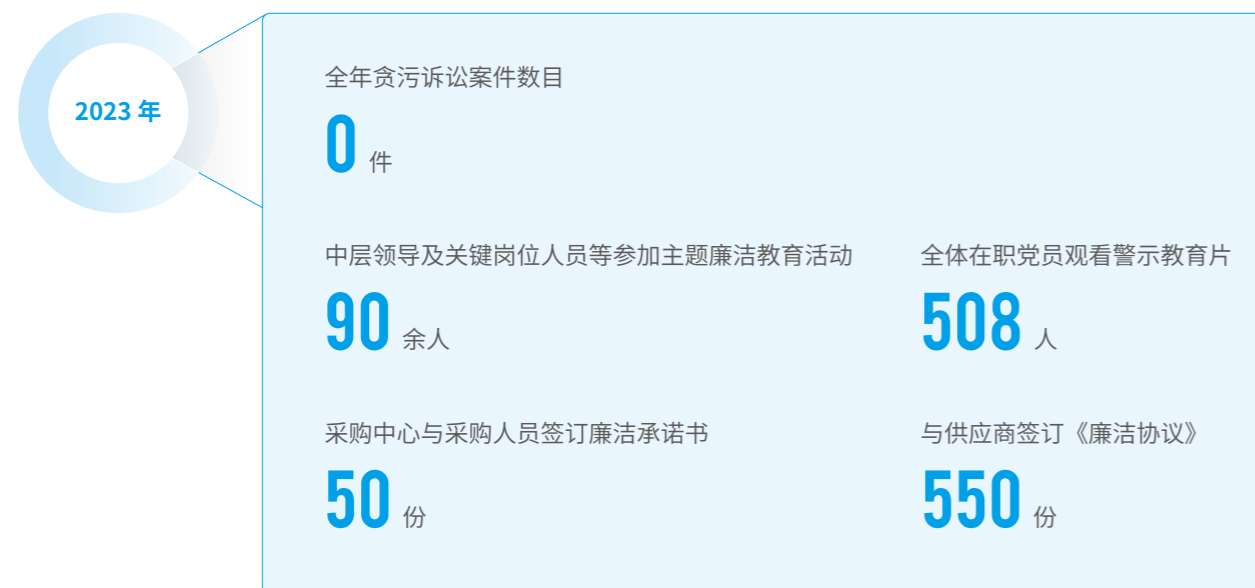 2023 年
全年贪污诉讼案件数目
0 件
中层领导及关键岗位人员等参加主题廉洁教育活动
90 余人
全体在职党员观看警示教育片
508 人
采购中心与采购人员签订廉洁承诺书
50 份
与供应商签订《廉洁协议》
550 份